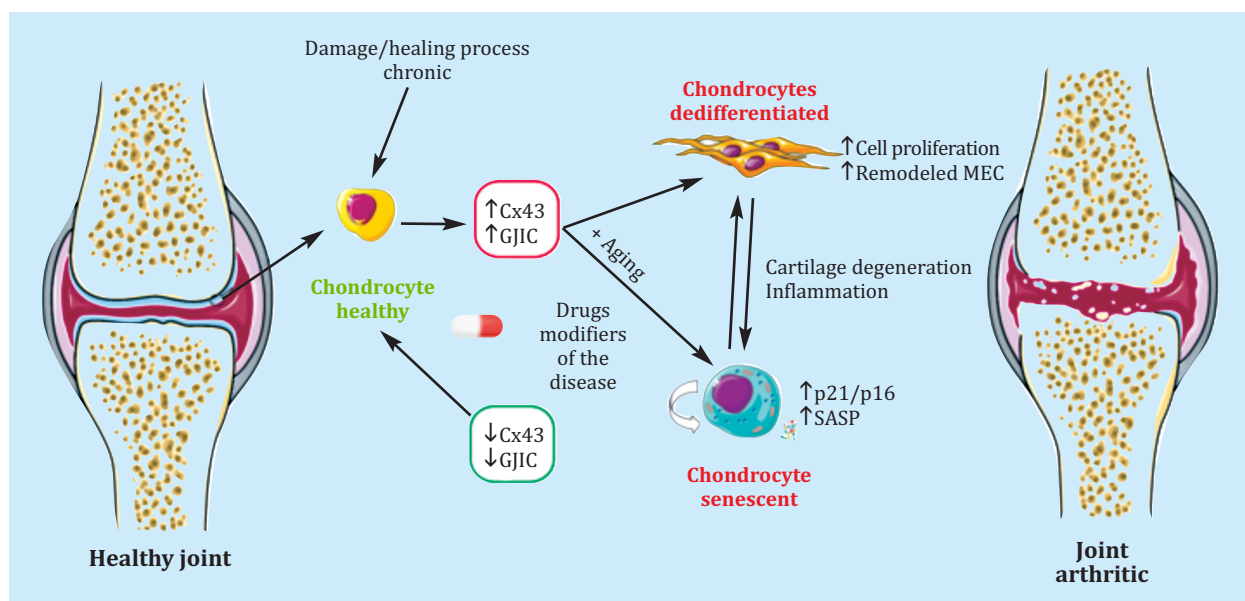 Damage/healing process
chronic
Chondrocytes
dedifferentiated
↑Cell proliferation
↑Remodeled MEC
↑Cx43
↑GJIC
+ Aging
Chondrocyte
healthy
Drugs
modifiers
of the
disease
Cartilage degeneration
Inflammation
↓Cx43
↓GJIC
↑p21/p16
↑SASP
Chondrocyte
senescent
Healthy joint
Joint
arthritic